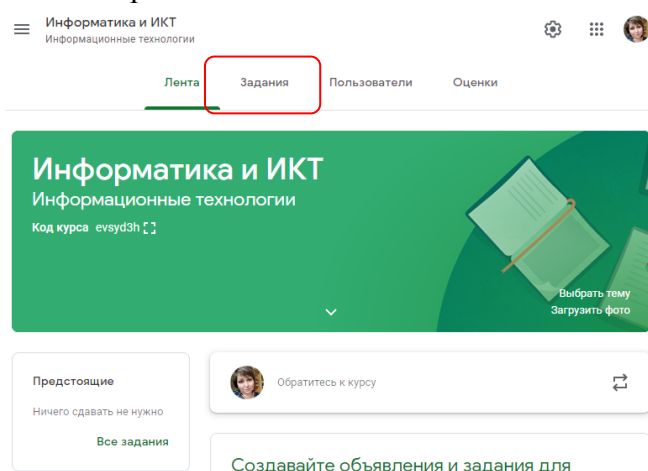 Информатика и ИКТ
Информационные технологии
Лента Задания Пользователи Оценки
Информатика и ИКТ
Информационные технологии
Код курса evsyd3h
Выбрать тему
Загрузить фото
Предстоящие
Ничего сдавать не нужно
Все задания
Обратитесь к курсу
Создавайте объявления и задания для